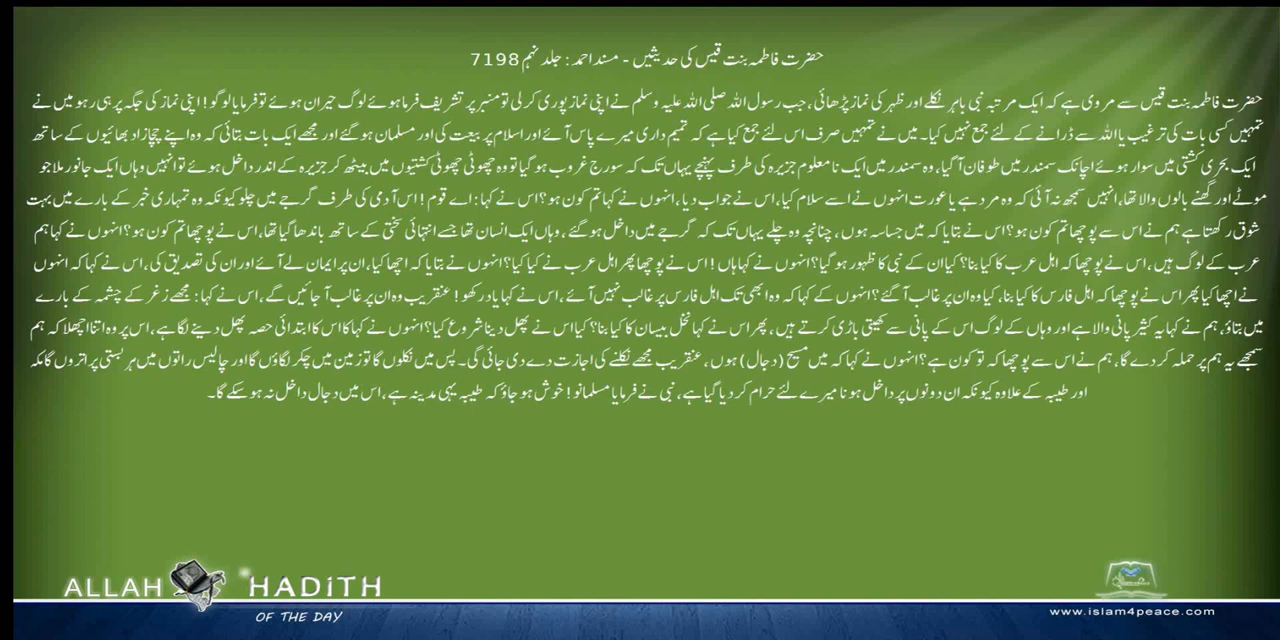 حضرت فاطمہ بنت قیس کی حدیثیں - مسند احمد : جلد نہم 7198
حضرت فاطمہ بنت قیس سے مروی ہے کہ ایک مرتبہ نبی باہر نکلے اور ظہر کی نماز پڑھائی، جب رسول اللہ صلی اللہ علیہ وسلم نے اپنی نماز پوری کر لی تو منبر پر تشریف فرما ہوئے لوگ حیران ہوئے تو فرمایا لوگو ! اپنی نماز کی جگہ پر ہی رہو میں نے
تمہیں کسی بات کی ترغیب یا اللہ سے ڈرانے کے لئے جمع نہیں کیا۔ میں نے تمہیں صرف اس لئے جمع کیا ہے کہ تمیم داری میرے پاس آئے اور اسلام پر بیعت کی اور مسلمان ہو گئے اور مجھے ایک بات بتائی کہ وہ اپنے چچازاد بھائیوں کے ساتھ
ایک بحری کشتی میں سوار ہوئے اچانک سمندر میں طوفان آ گیا، وہ سمندر میں ایک نامعلوم جزیرہ کی طرف پہنچے یہاں تک کہ سورج غروب ہو گیا تو وہ چھوٹی چھوٹی کشتیوں میں بیٹھ کر جزیرہ کے اندر داخل ہوئے تو انہیں وہاں ایک جانور ملا جو
موٹے اور گھنے بالوں والا تھا، انہیں سمجھ نہ آئی کہ وہ مرد ہے یا عورت انہوں نے اسے سلام کیا، اس نے جواب دیا، انہوں نے کہا تم کون ہو؟ اس نے کہا : اے قوم ! اس آدمی کی طرف گرجے میں چلو کیونکہ وہ تمہاری خبر کے بارے میں بہت
شوق رکھتا ہے ہم نے اس سے پوچھا تم کون ہو؟ اس نے بتایا کہ میں جساسہ ہوں، چنانچہ وہ چلے یہاں تک کہ گرجے میں داخل ہو گئے، وہاں ایک انسان تھا جسے انتہائی سختی کے ساتھ باندھا گیا تھا، اس نے پوچھا تم کون ہو؟ انہوں نے کہا ہم
عرب کے لوگ ہیں، اس نے پوچھا کہ اہل عرب کا کیا بنا؟ کیا ان کے نبی کا ظہور ہو گیا؟ انہوں نے کہا ہاں ! اس نے پوچھا پھر اہل عرب نے کیا کیا؟ انہوں نے بتایا کہ اچھا کیا، ان پر ایمان لے آئے اور ان کی تصدیق کی، اس نے کہا کہ انہوں
نے اچھا کیا پھر اس نے پوچھا کہ اہل فارس کا کیا بنا، کیا وہ ان پر غالب آ گئے؟ انہوں کے کہا کہ وہ ابھی تک اہل فارس پر غالب نہیں آئے، اس نے کہا یاد رکھو ! عنقریب وہ ان پر غالب آ جائیں گے، اس نے کہا : مجھے زغر کے چشمہ کے بارے
میں بتاؤ، ہم نے کہا یہ کثیر پانی والا ہے اور وہاں کے لوگ اس کے پانی سے کھیتی باڑی کرتے ہیں، پھر اس نے کہا نخل بیسان کا کیا بنا؟ کیا اس نے پھل دینا شروع کیا؟ انہوں نے کہا کا اس کا ابتدائی حصہ پھل دینے لگا ہے، اس پر وہ اتنا اچھلا کہ ہم
سمجھے یہ ہم پر حملہ کر دے گا، ہم نے اس سے پوچھا کہ تو کون ہے؟ انہوں نے کہا کہ میں مسیح (دجال) ہوں، عنقریب مجھے نکلنے کی اجازت دے دی جائی گی۔ پس میں نکلوں گا تو زمین میں چکر لگاؤں گا اور چالیس راتوں میں ہر بستی پر اتروں گا مکہ
اور طیبہ کے علاوہ کیونکہ ان دونوں پر داخل ہونا میرے لئے حرام کر دیا گیا ہے، نبی نے فرمایا مسلمانو ! خوش ہو جاؤ کہ طیبہ یہی مدینہ ہے، اس میں دجال داخل نہ ہو سکے گا۔
ALLAH HADITH
OF THE DAY
www.islam4peace.com